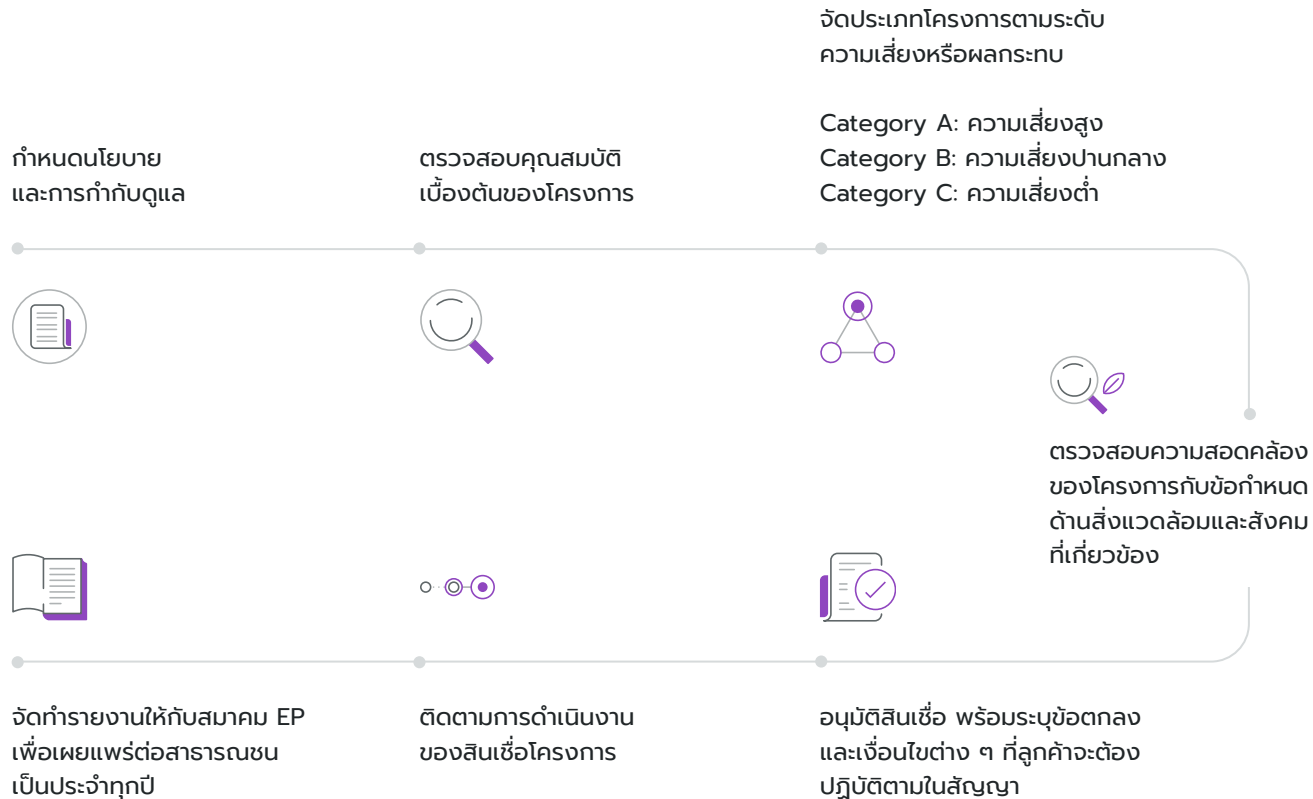 กำหนดนโยบาย
และการกำกับดูแล
ตรวจสอบคุณสมบัติ
เบื้องต้นของโครงการ
จัดประเภทโครงการตามระดับ
ความเสี่ยงหรือผลกระทบ
Category A: ความเสี่ยงสูง
Category B: ความเสี่ยงปานกลาง
Category C: ความเสี่ยงต่ำ
ตรวจสอบความสอดคล้อง
ของโครงการกับข้อกำหนด
ด้านสิ่งแวดล้อมและสังคม
ที่เกี่ยวข้อง
อนุมัติสินเชื่อ พร้อมระบุข้อตกลง
และเงื่อนไขต่าง ๆ ที่ลูกค้าจะต้อง
ปฏิบัติตามในสัญญา
ติดตามการดำเนินงาน
ของสินเชื่อโครงการ
จัดทำรายงานให้กับสมาคม EP
เพื่อเผยแพร่ต่อสาธารณชน
เป็นประจำทุกปี